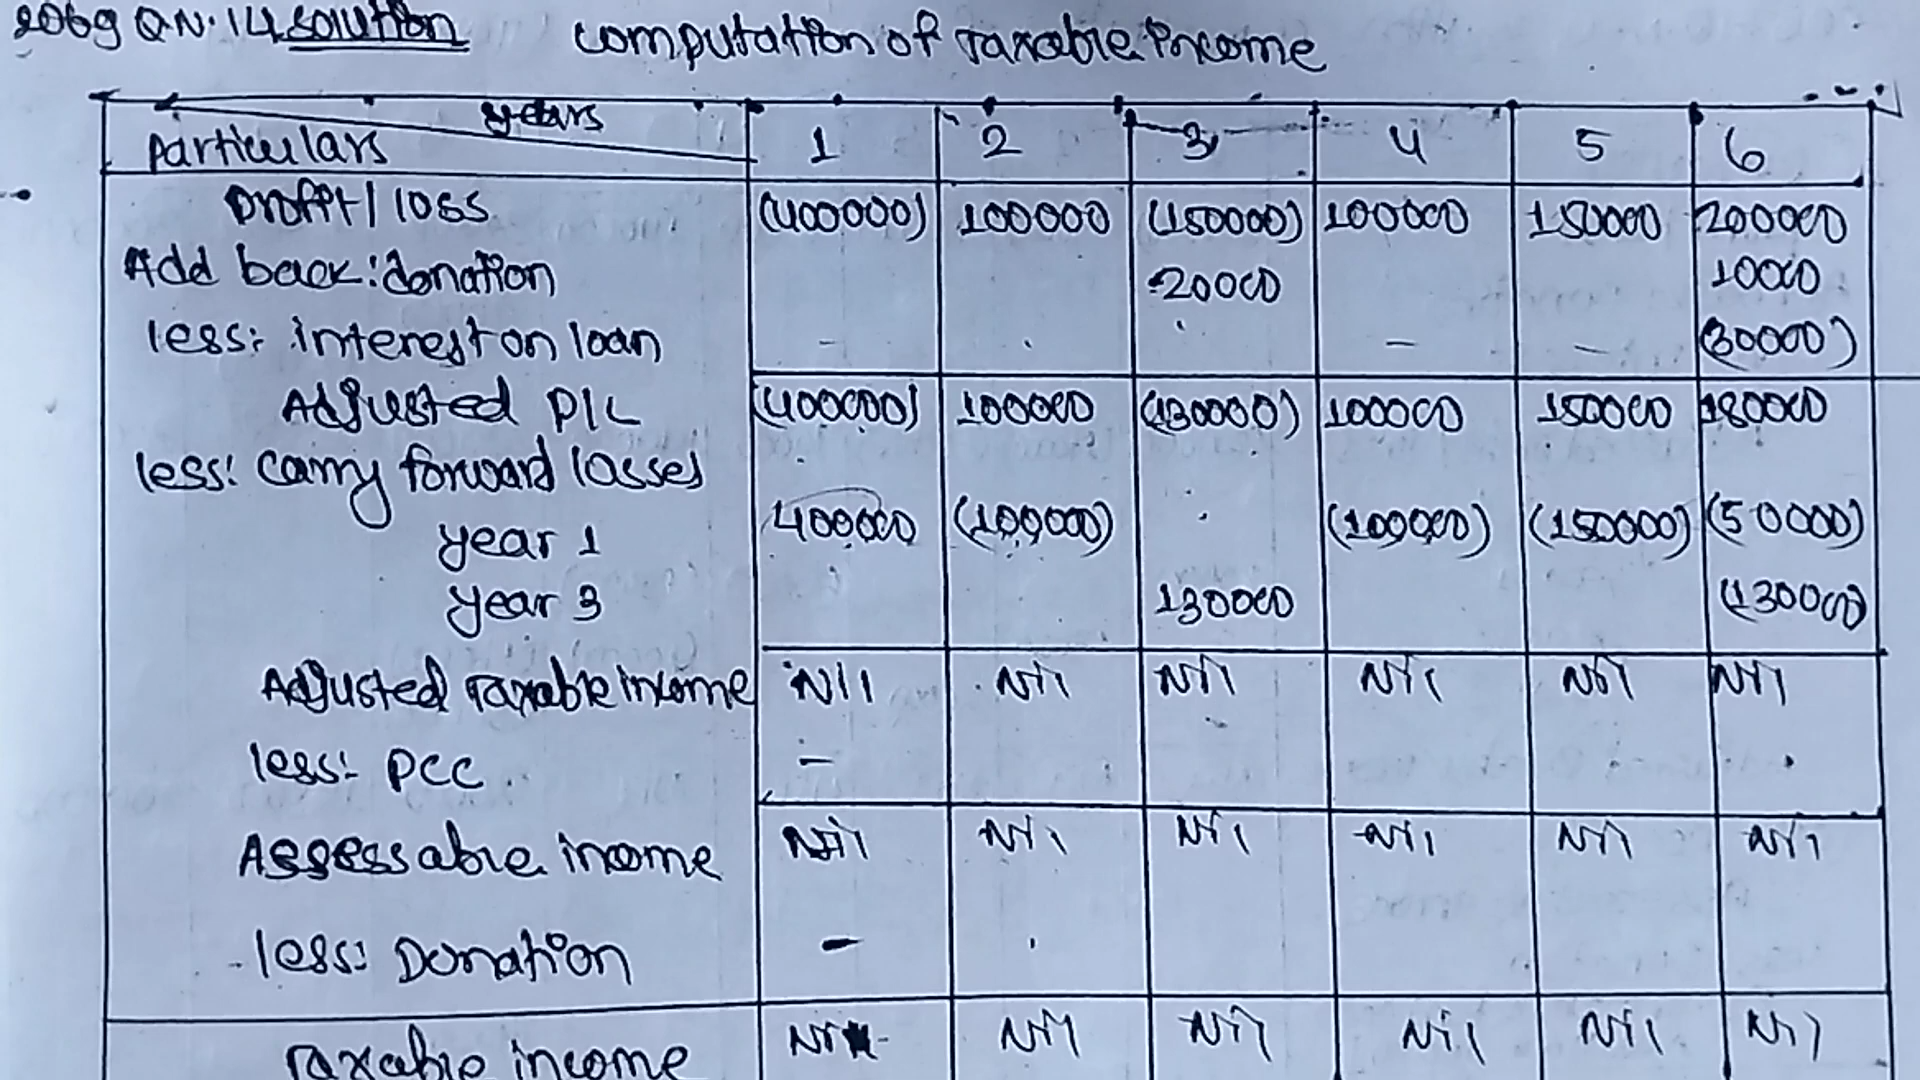 2069 Q.N.14 solution computation of Taxable income
years
particulars 1 2 3 4 5 6
Profit/loss (400000) 100000 (150000) 100000 150000 200000
Add back: donation 20000 10000
less: interest on loan - - - (30000)
Adjusted P/L (400000) 100000 (130000) 100000 150000 180000
less: carry forward losses
year 1 400000 (100000) (100000) (150000) (50000)
year 3 130000 (130000)
Adjusted Taxable income Nil Nil Nil Nil Nil Nil
less:- PCC -
Assessable income Nil Nil Nil Nil Nil Nil
less: Donation -
Taxable income Nil Nil Nil Nil Nil Nil